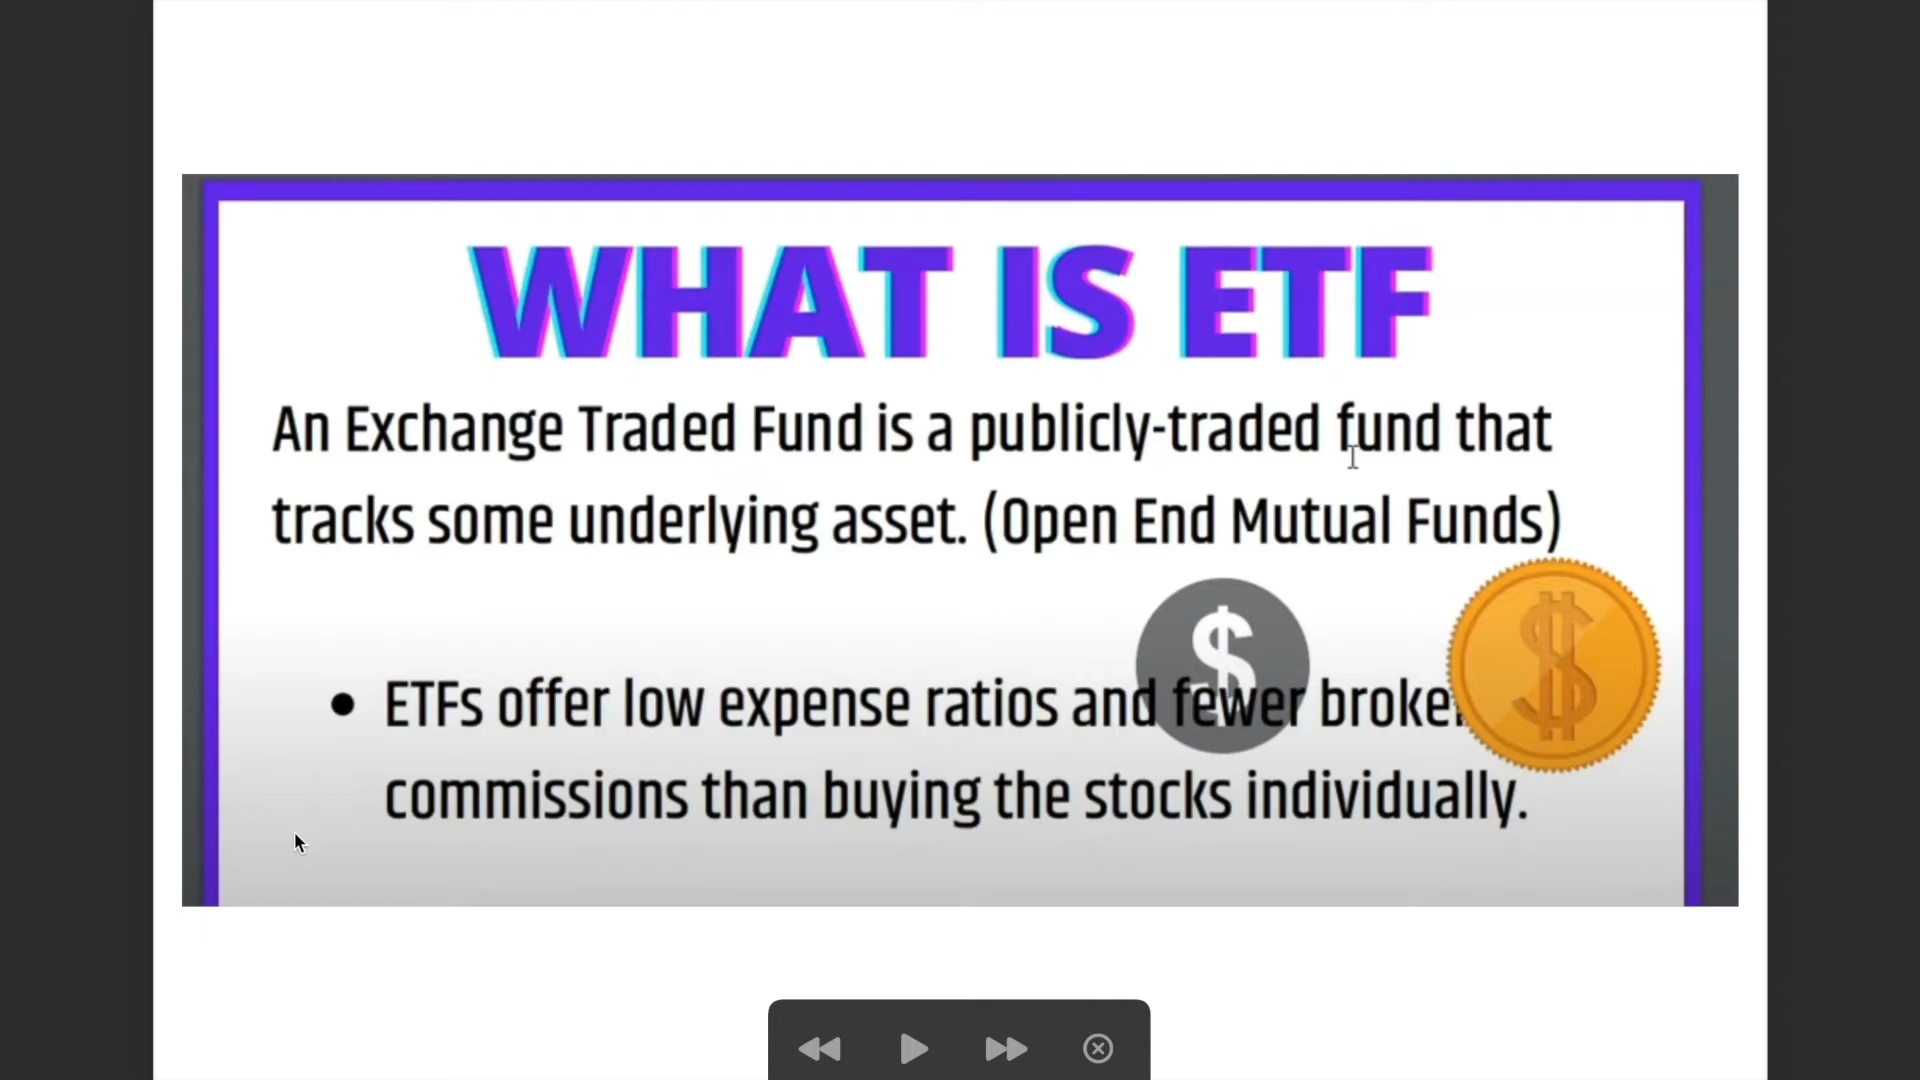 WHAT IS ETF
An Exchange Traded Fund is a publicly-traded fund that
tracks some underlying asset. (Open End Mutual Funds)
• ETFs offer low expense ratios and fewer
commissions than buying the stocks individually.